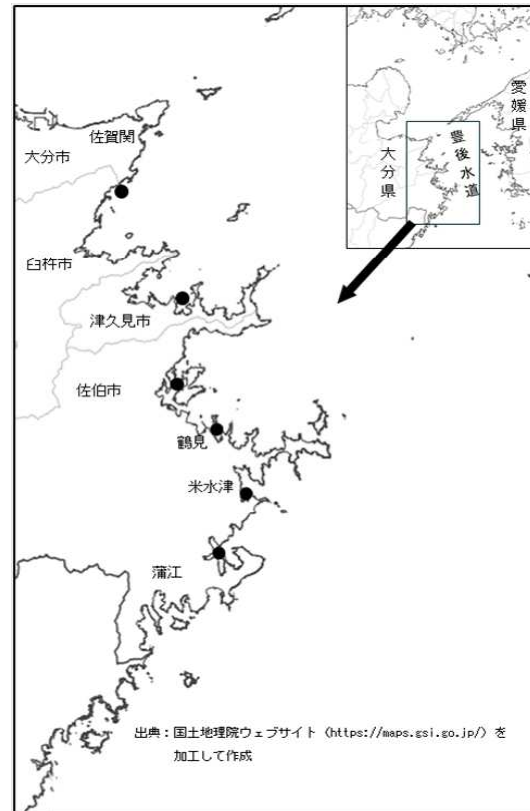 佐賀関
大分市
臼杵市
津久見市
佐伯市
鶴見
米水津
蒲江
愛媛県
豊後水道
大分県
出典：国土地理院ウェブサイト（https://maps.gsi.go.jp/）を
加工して作成